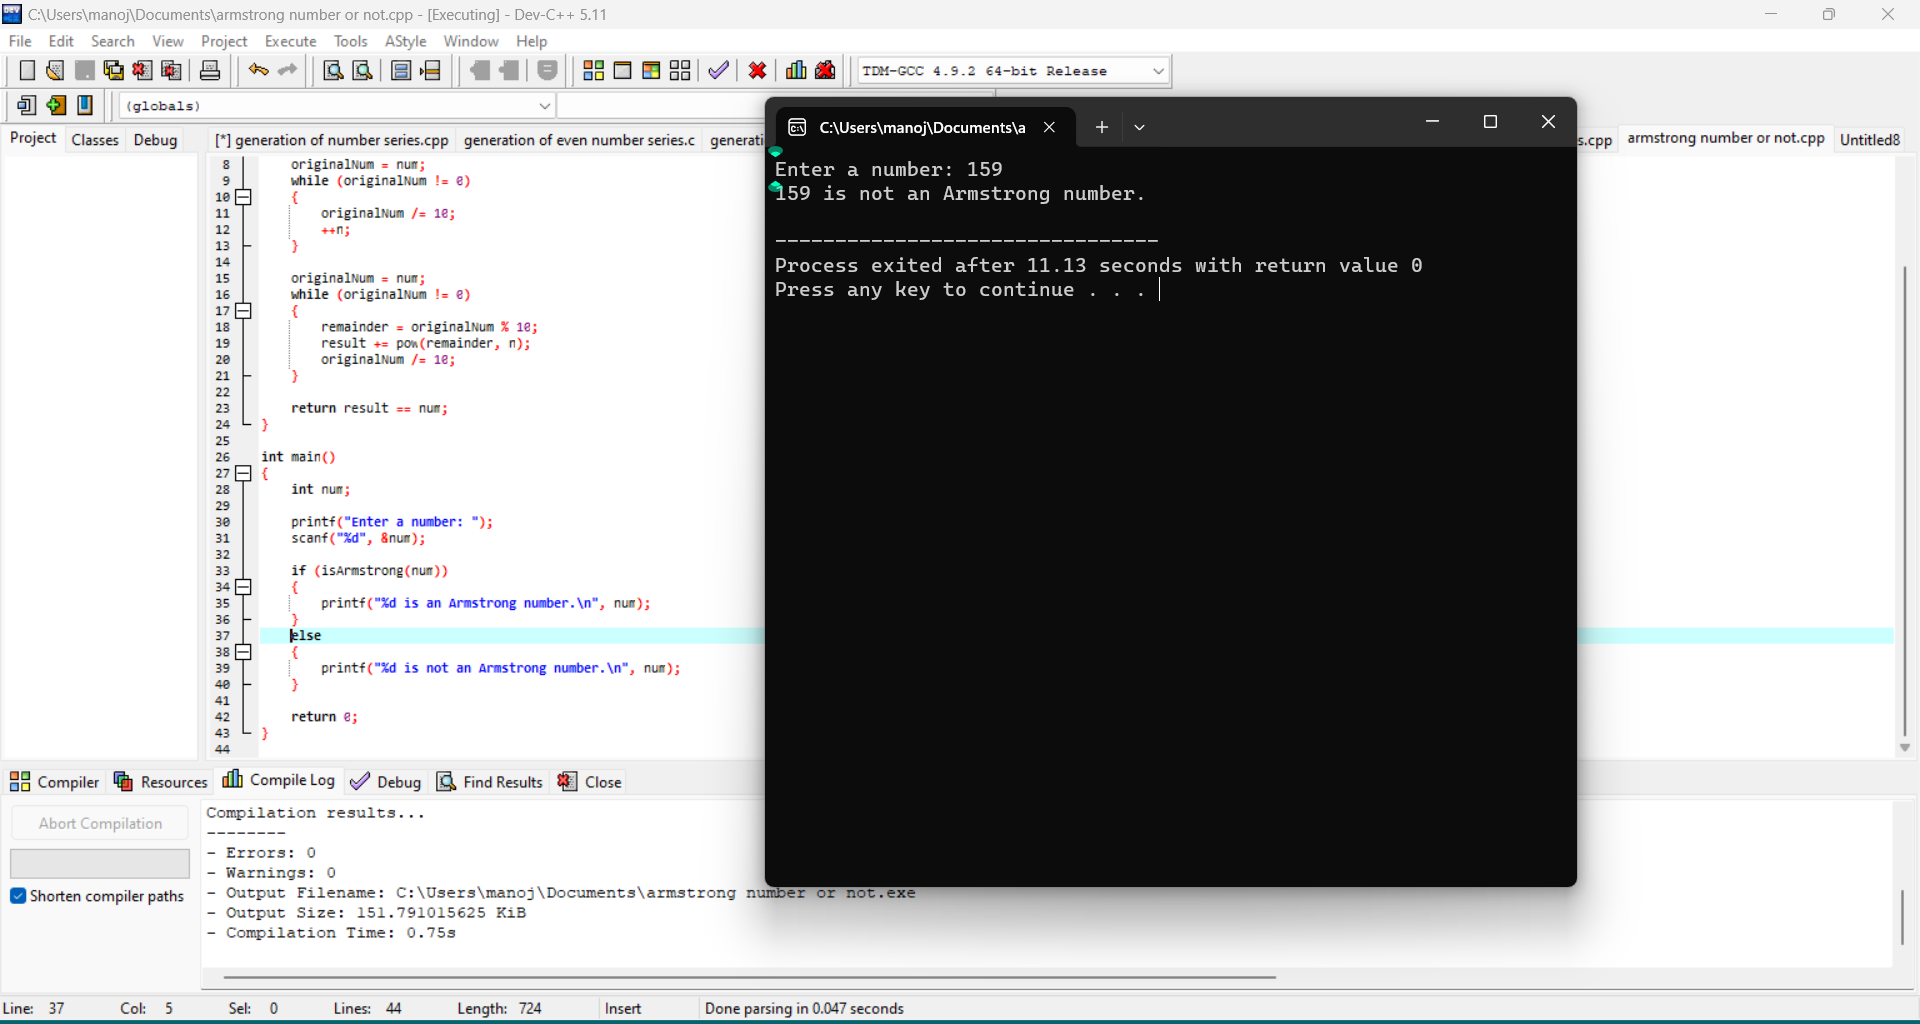 C:\Users\manoj\Documents\armstrong number or not.cpp - [Executing] - Dev-C++ 5.11
File Edit Search View Project Execute Tools AStyle Window Help
TDM-GCC 4.9.2 64-bit Release
(globals)
Project Classes Debug
[*] generation of number series.cpp generation of even number series.c generati s.cpp armstrong number or not.cpp Untitled8
8 originalNum = num;
9 while (originalNum != 0)
10 {
11 originalNum /= 10;
12 ++n;
13 }
14
15 originalNum = num;
16 while (originalNum != 0)
17 {
18 remainder = originalNum % 10;
19 result += pow(remainder, n);
20 originalNum /= 10;
21 }
22
23 return result == num;
24 }
25
26 int main()
27 {
28 int num;
29
30 printf("Enter a number: ");
31 scanf("%d", &num);
32
33 if (isArmstrong(num))
34 {
35 printf("%d is an Armstrong number.\n", num);
36 }
37 else
38 {
39 printf("%d is not an Armstrong number.\n", num);
40 }
41
42 return 0;
43 }
44
C:\Users\manoj\Documents\a
Enter a number: 159
159 is not an Armstrong number.
--------------------------------
Process exited after 11.13 seconds with return value 0
Press any key to continue . . .
Compiler Resources Compile Log Debug Find Results Close
Abort Compilation
Shorten compiler paths
Compilation results...
--------
- Errors: 0
- Warnings: 0
- Output Filename: C:\Users\manoj\Documents\armstrong number or not.exe
- Output Size: 151.791015625 KiB
- Compilation Time: 0.75s
Line: 37 Col: 5 Sel: 0 Lines: 44 Length: 724 Insert Done parsing in 0.047 seconds